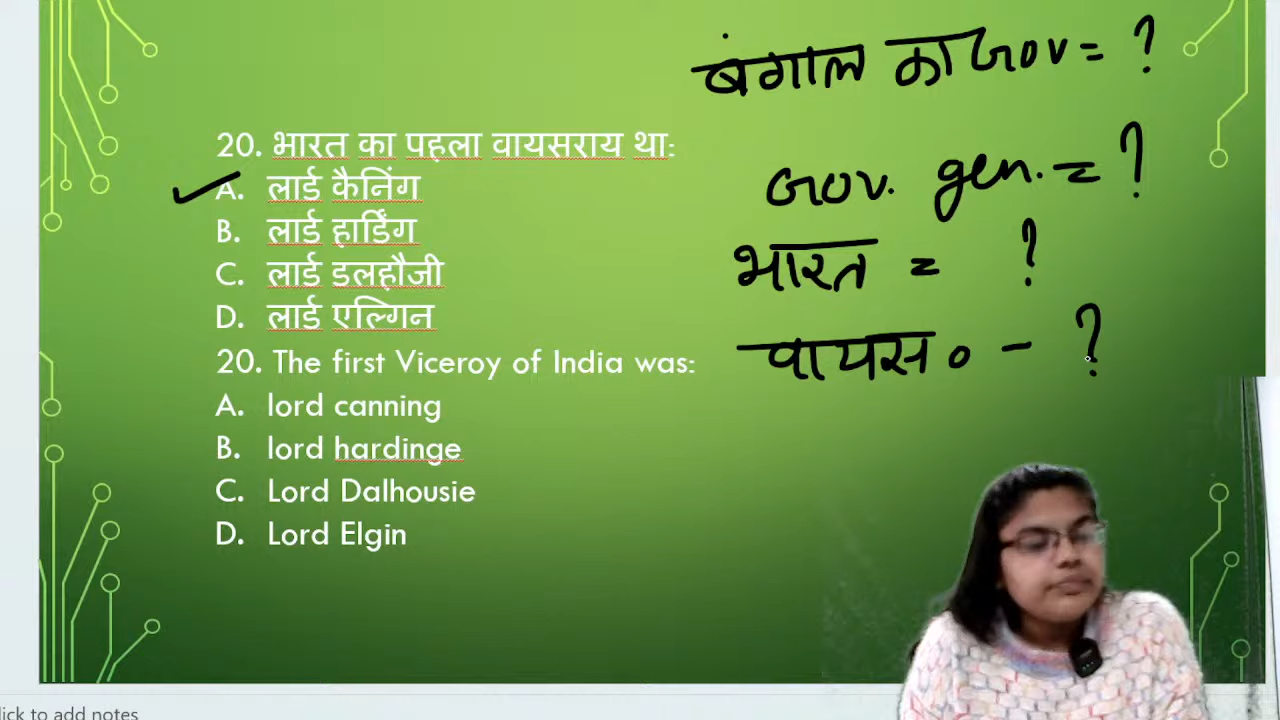 बंगाल का Gov = ?
20. भारत का पहला वायसराय था:
A. लार्ड कैनिंग
Gov. gen. = ?
B. लार्ड हार्डिंग
भारत = ?
C. लार्ड डलहौजी
D. लार्ड एल्गिन
वायस० - ?
20. The first Viceroy of India was:
A. lord canning
B. lord hardinge
C. Lord Dalhousie
D. Lord Elgin
lick to add notes